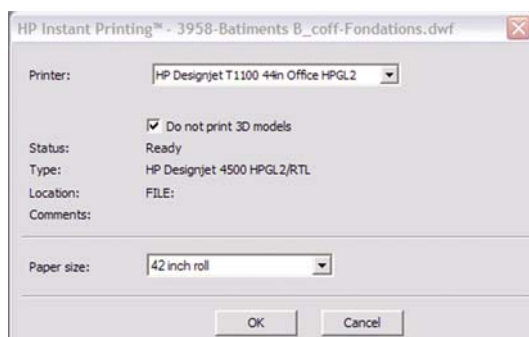 HP Instant Printing™ - 3958-Batiments B_coff-Fondations.dwf
Printer: HP Designjet T1100 44in Office HPGL2
Do not print 3D models
Status: Ready
Type: HP Designjet 4500 HPGL2/RTL
Location: FILE:
Comments:
Paper size: 42 inch roll
OK Cancel